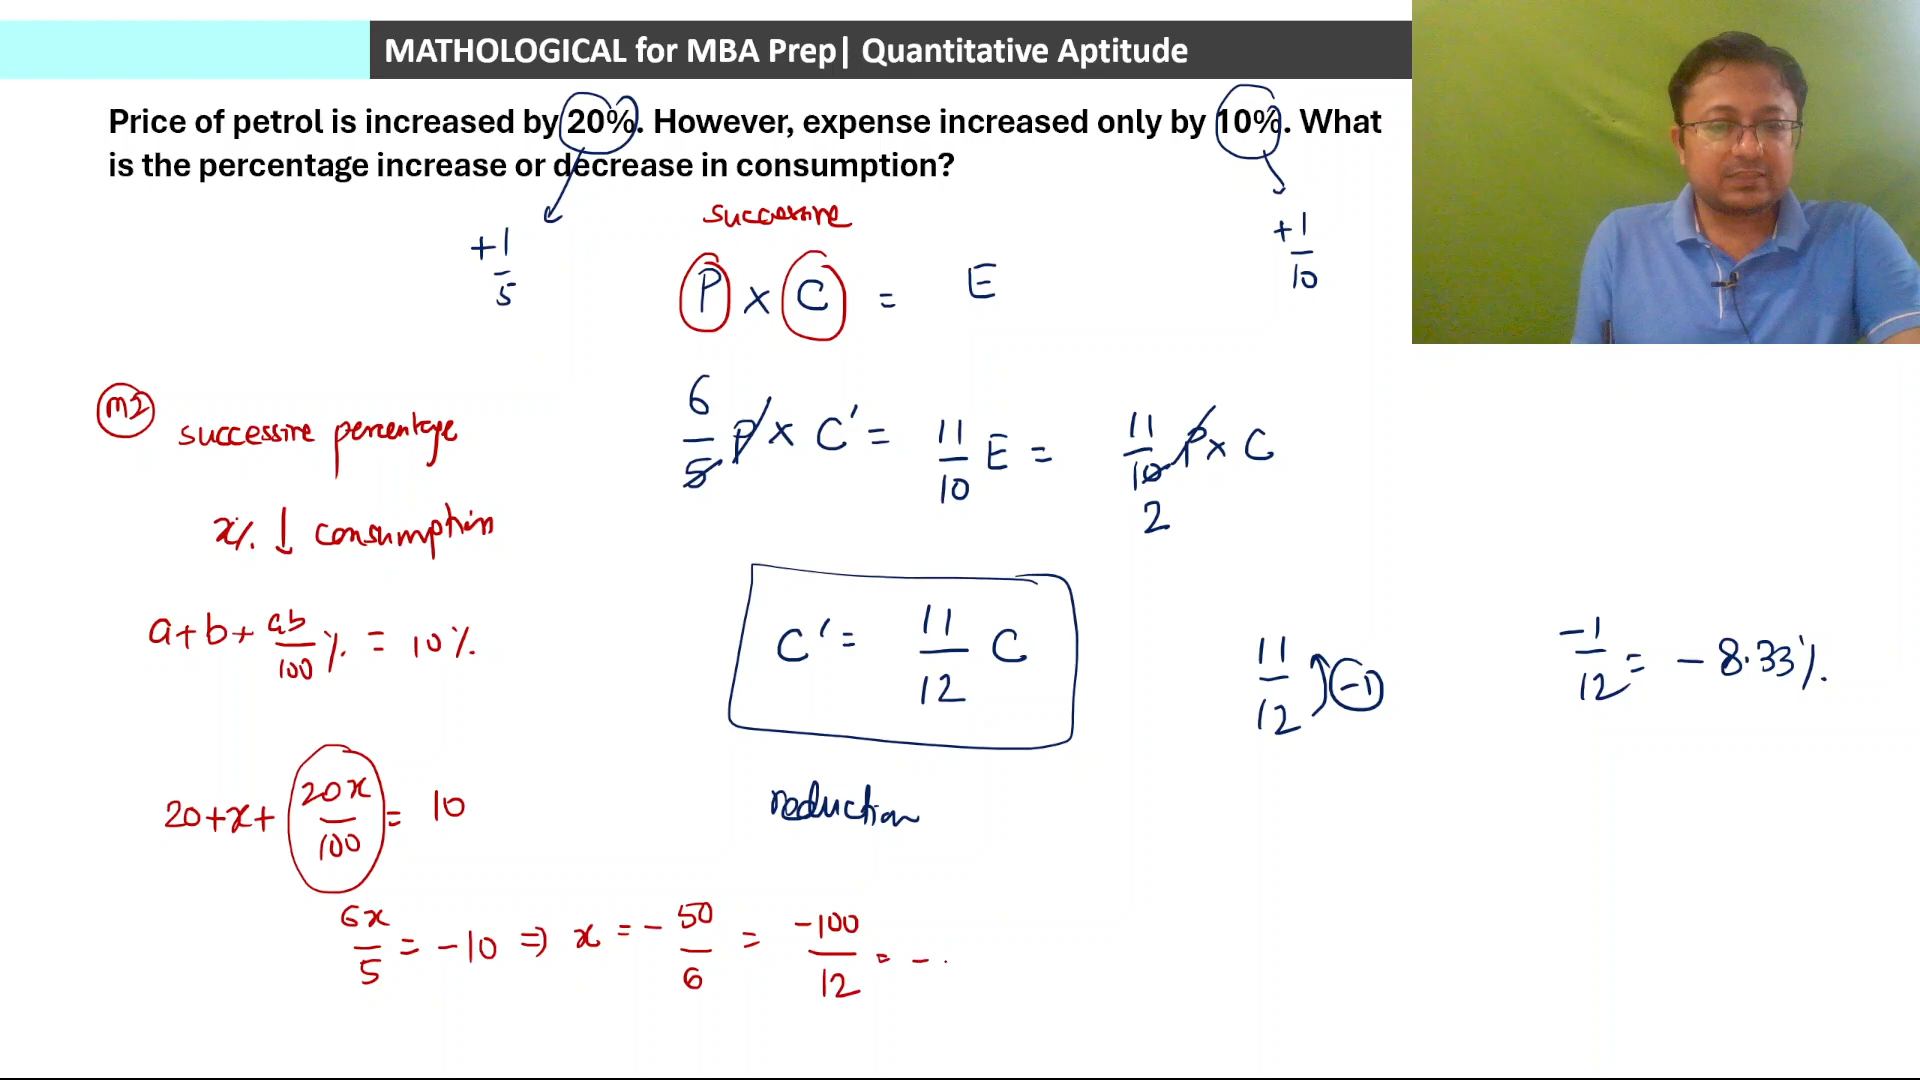 MATHOLOGICAL for MBA Prep| Quantitative Aptitude
Price of petrol is increased by 20%. However, expense increased only by 10%. What
is the percentage increase or decrease in consumption?
successive
+1/5
+1/10
P × C = E
6/5 P × C' = 11/10 E = 11/10 P × C
2
M2
successive percentage
x% ↓ consumption
a+b+ab/100 % = 10%
C' = 11/12 C
11/12 -1
-1/12 = -8.33%
20+x+20x/100 = 10
reduction
6x/5 = -10 ⇒ x = -50/6 = -100/12 = - .